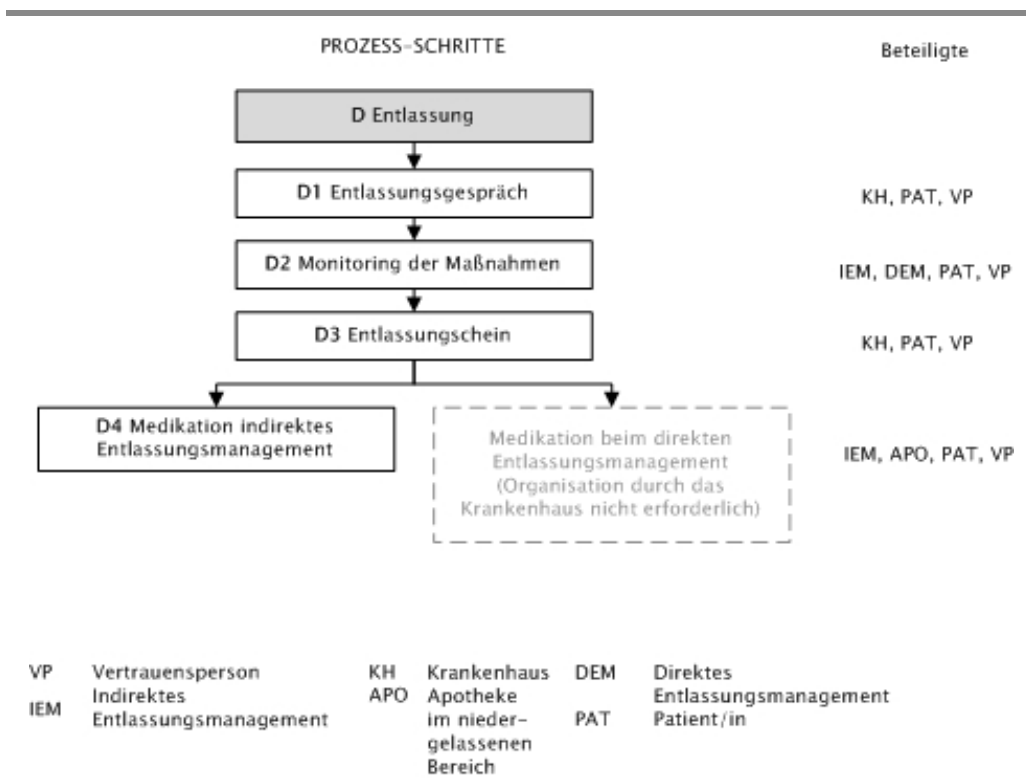 PROZESS-SCHRITTE
Beteiligte
D Entlassung
D1 Entlassungsgespräch
KH, PAT, VP
D2 Monitoring der Maßnahmen
IEM, DEM, PAT, VP
D3 Entlassungschein
KH, PAT, VP
D4 Medikation indirektes
Entlassungsmanagement
Medikation beim direkten
Entlassungsmanagement
(Organisation durch das
Krankenhaus nicht erforderlich)
IEM, APO, PAT, VP
VP Vertrauensperson
IEM Indirektes
Entlassungsmanagement
KH Krankenhaus
APO Apotheke
im nieder-
gelassenen
Bereich
DEM Direktes
Entlassungsmanagement
PAT Patient/in